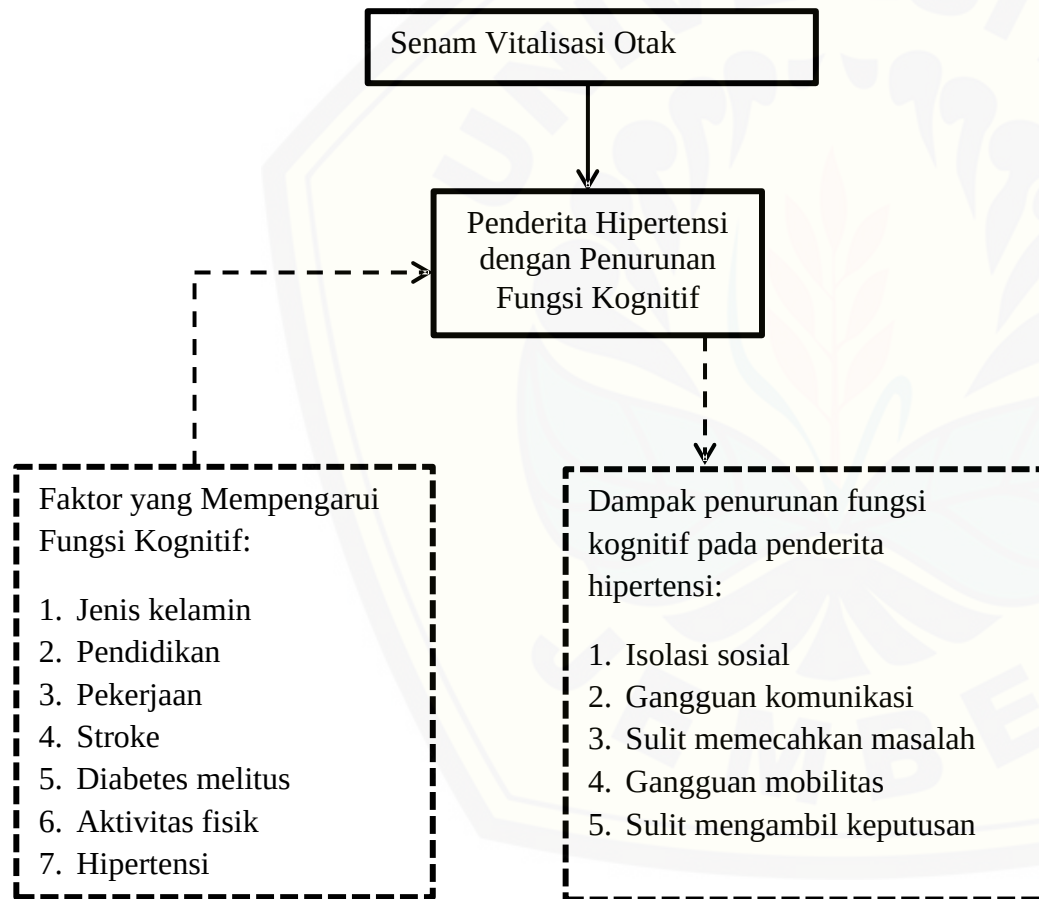 Senam Vitalisasi Otak
Penderita Hipertensi
dengan Penurunan
Fungsi Kognitif
Faktor yang Mempengarui
Fungsi Kognitif:
1. Jenis kelamin
2. Pendidikan
3. Pekerjaan
4. Stroke
5. Diabetes melitus
6. Aktivitas fisik
7. Hipertensi
Dampak penurunan fungsi
kognitif pada penderita
hipertensi:
1. Isolasi sosial
2. Gangguan komunikasi
3. Sulit memecahkan masalah
4. Gangguan mobilitas
5. Sulit mengambil keputusan